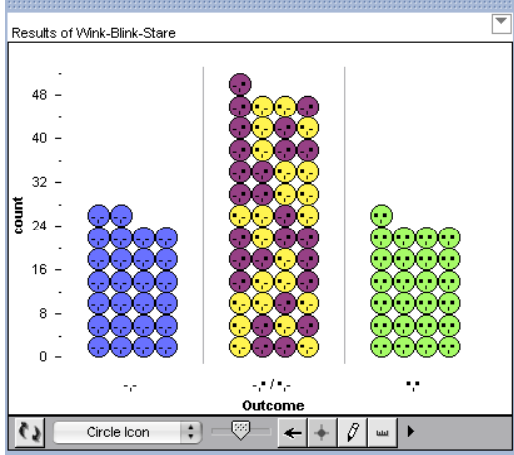 Results of Wink-Blink-Stare
48
40
32
24
16
8
0
count
-,- -,▪ / ▪,- ▪,▪
Outcome
Circle Icon